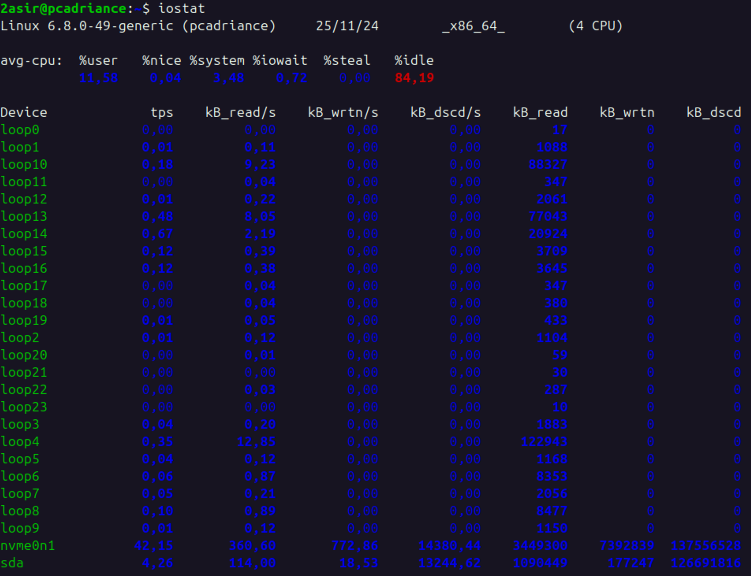 2asir@pcadriance:~$ iostat
Linux 6.8.0-49-generic (pcadriance) 25/11/24 _x86_64_ (4 CPU)
avg-cpu: %user %nice %system %iowait %steal %idle
11,58 0,04 3,48 0,72 0,00 84,19
Device tps kB_read/s kB_wrtn/s kB_dscd/s kB_read kB_wrtn kB_dscd
loop0 0,00 0,00 0,00 0,00 17 0 0
loop1 0,01 0,11 0,00 0,00 1088 0 0
loop10 0,18 9,23 0,00 0,00 88327 0 0
loop11 0,00 0,04 0,00 0,00 347 0 0
loop12 0,01 0,22 0,00 0,00 2061 0 0
loop13 0,48 8,05 0,00 0,00 77043 0 0
loop14 0,67 2,19 0,00 0,00 20924 0 0
loop15 0,12 0,39 0,00 0,00 3709 0 0
loop16 0,12 0,38 0,00 0,00 3645 0 0
loop17 0,00 0,04 0,00 0,00 347 0 0
loop18 0,00 0,04 0,00 0,00 380 0 0
loop19 0,01 0,05 0,00 0,00 433 0 0
loop2 0,01 0,12 0,00 0,00 1104 0 0
loop20 0,00 0,01 0,00 0,00 59 0 0
loop21 0,00 0,00 0,00 0,00 30 0 0
loop22 0,00 0,03 0,00 0,00 287 0 0
loop23 0,00 0,00 0,00 0,00 10 0 0
loop3 0,04 0,20 0,00 0,00 1883 0 0
loop4 0,35 12,85 0,00 0,00 122943 0 0
loop5 0,04 0,12 0,00 0,00 1168 0 0
loop6 0,06 0,87 0,00 0,00 8353 0 0
loop7 0,03 0,21 0,00 0,00 2056 0 0
loop8 0,10 0,89 0,00 0,00 8477 0 0
loop9 0,01 0,12 0,00 0,00 1150 0 0
nvme0n1 42,15 360,60 772,86 14380,44 3449300 7392839 137556528
sda 4,26 114,00 18,53 13244,62 1090449 177247 126691816